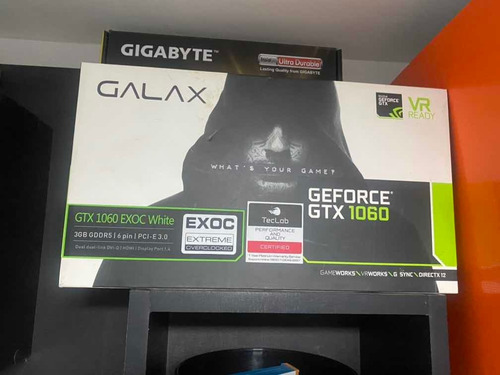 GIGABYTE™
Ultra Durable
Lasting Quality from GIGABYTE
GALAX
GEFORCE
GTX
VR
READY
WHAT'S YOUR GAME?
GEFORCE®
GTX 1060
GTX 1060 EXOC White
3GB GDDR5 | 6 pin | PCI-E 3.0
EXOC
EXTREME
OVERCLOCKED
TecLab
PERFORMANCE
AND
QUALITY
CERTIFIED
GAMEWORKS VRWORKS G SYNC DIRECTX 12